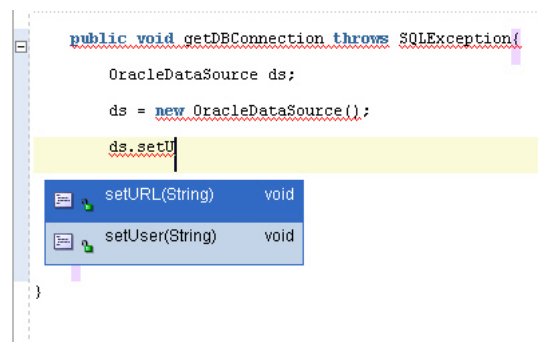 public void getDBConnection throws SQLException{
OracleDataSource ds;
ds = new OracleDataSource();
ds.setU
setURL(String) void
setUser(String) void
}